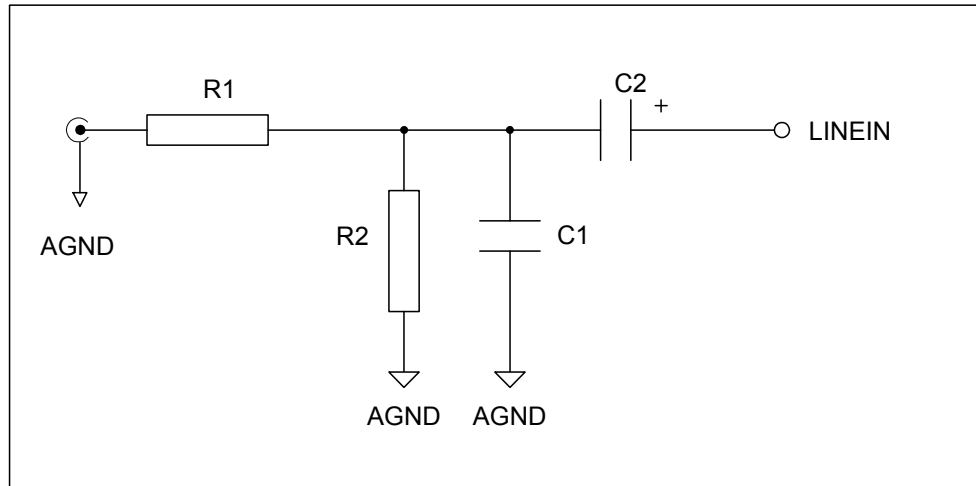 R1
C2
+
LINEIN
AGND
R2
C1
AGND
AGND